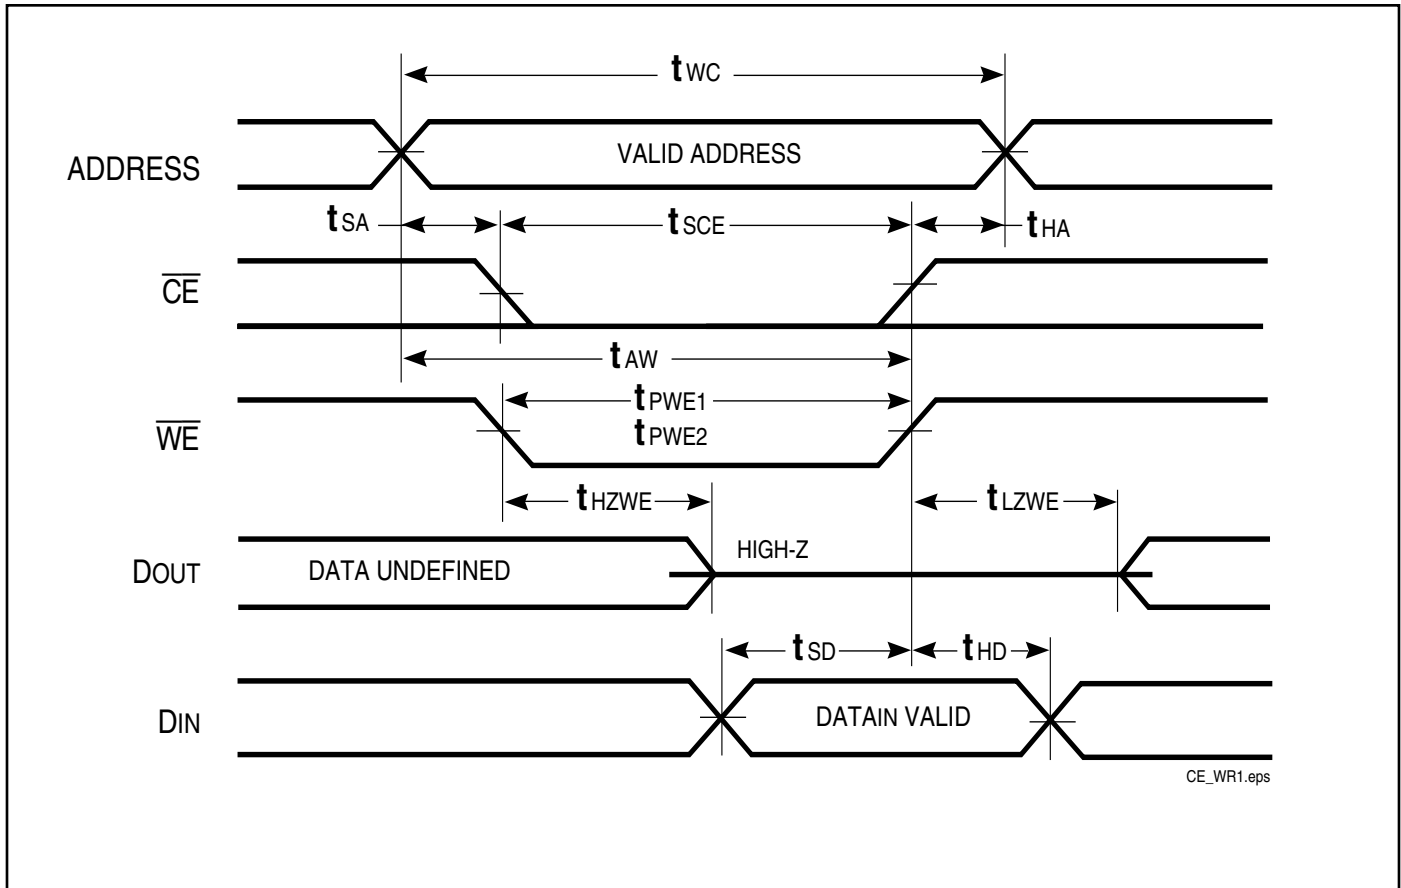 tWC
ADDRESS
VALID ADDRESS
tSA
tSCE
tHA
CE
tAW
tPWE1
WE
tPWE2
tHZWE
tLZWE
HIGH-Z
DOUT
DATA UNDEFINED
tSD
tHD
DIN
DATAIN VALID
CE_WR1.eps